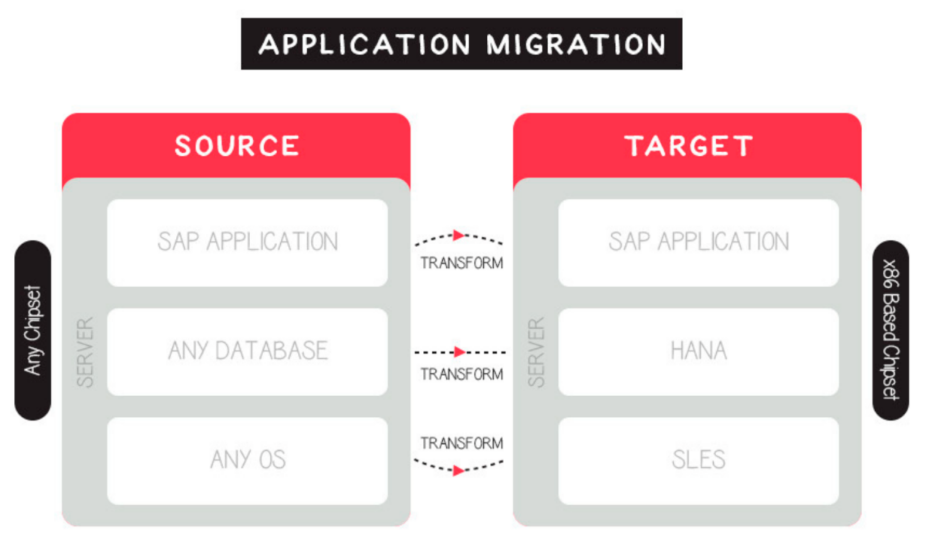 APPLICATION MIGRATION
SOURCE
TARGET
Any Chipset
SERVER
SAP APPLICATION
ANY DATABASE
ANY OS
TRANSFORM
TRANSFORM
TRANSFORM
SERVER
SAP APPLICATION
HANA
SLES
x86 Based Chipset